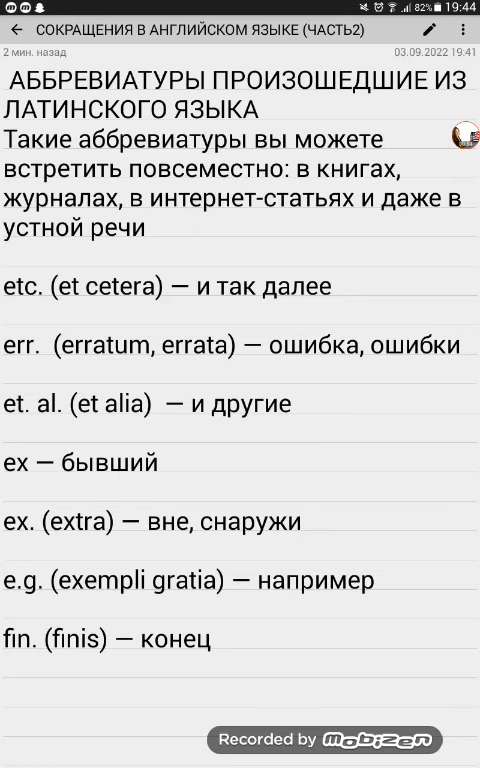 19:44
82%
СОКРАЩЕНИЯ В АНГЛИЙСКОМ ЯЗЫКЕ (ЧАСТЬ2)
2 мин. назад
03.09.2022 19:41
АББРЕВИАТУРЫ ПРОИЗОШЕДШИЕ ИЗ
ЛАТИНСКОГО ЯЗЫКА
Такие аббревиатуры вы можете
встретить повсеместно: в книгах,
журналах, в интернет-статьях и даже в
устной речи
etc. (et cetera) — и так далее
err. (erratum, errata) — ошибка, ошибки
et. al. (et alia) — и другие
ex — бывший
ex. (extra) — вне, снаружи
e.g. (exempli gratia) — например
fin. (finis) — конец
Recorded by mobizen